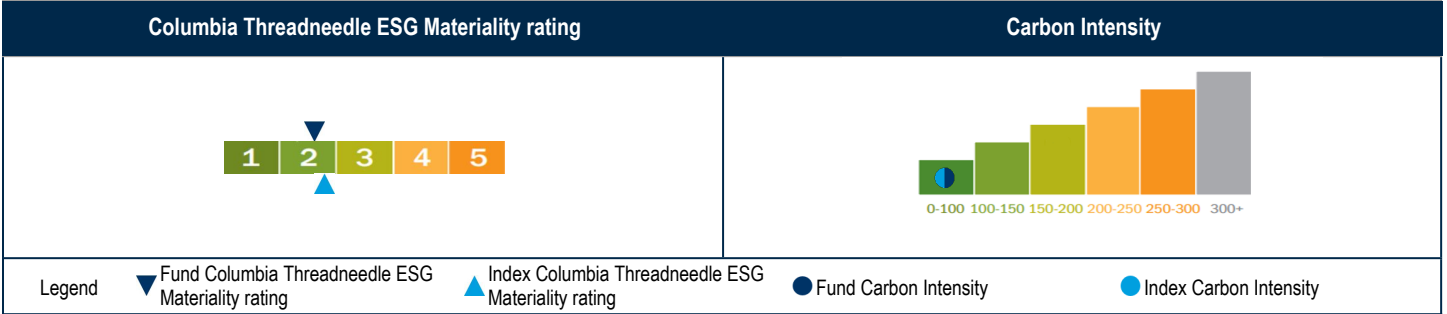 Columbia Threadneedle ESG Materiality rating
Carbon Intensity
1 2 3 4 5
0-100 100-150 150-200 200-250 250-300 300+
Legend
Fund Columbia Threadneedle ESG
Materiality rating
Index Columbia Threadneedle ESG
Materiality rating
Fund Carbon Intensity
Index Carbon Intensity